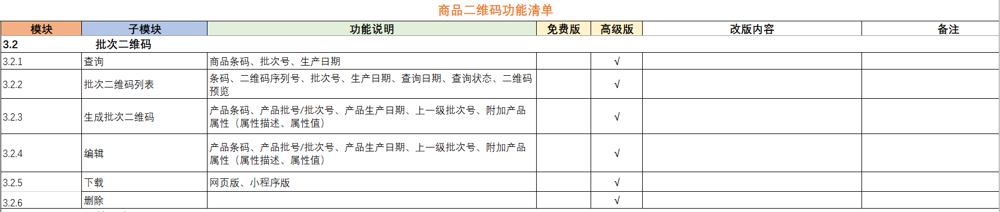 商品二维码功能清单
模块 子模块 功能说明 免费版 高级版 改版内容 备注
3.2 批次二维码
3.2.1 查询 商品条码、批次号、生产日期 √
3.2.2 批次二维码列表 条码、二维码序列号、批次号、生产日期、查询日期、查询状态、二维码
预览 √
3.2.3 生成批次二维码 产品条码、产品批号/批次号、产品生产日期、上一级批次号、附加产品
属性（属性描述、属性值） √
3.2.4 编辑 产品条码、产品批号/批次号、产品生产日期、上一级批次号、附加产品
属性（属性描述、属性值） √
3.2.5 下载 网页版、小程序版 √
3.2.6 删除 √